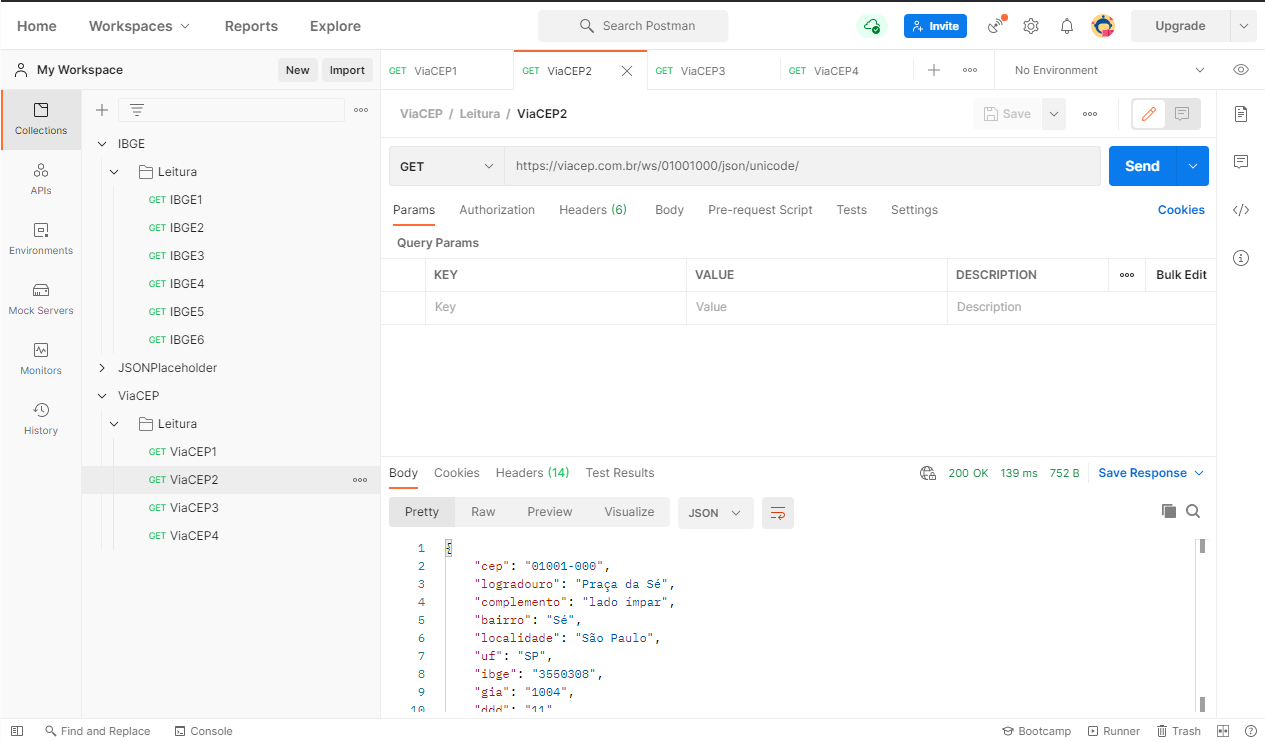 Home Workspaces Reports Explore Search Postman Invite Upgrade
My Workspace New Import
GET ViaCEP1 GET ViaCEP2 GET ViaCEP3 GET ViaCEP4 No Environment
Collections
APIs
Environments
Mock Servers
Monitors
History
IBGE
Leitura
GET IBGE1
GET IBGE2
GET IBGE3
GET IBGE4
GET IBGE5
GET IBGE6
JSONPlaceholder
ViaCEP
Leitura
GET ViaCEP1
GET ViaCEP2
GET ViaCEP3
GET ViaCEP4
ViaCEP / Leitura / ViaCEP2 Save
GET https://viacep.com.br/ws/01001000/json/unicode/ Send
Params Authorization Headers (6) Body Pre-request Script Tests Settings Cookies
Query Params
KEY VALUE DESCRIPTION Bulk Edit
Key Value Description
Body Cookies Headers (14) Test Results 200 OK 139 ms 752 B Save Response
Pretty Raw Preview Visualize JSON
1 {
2 "cep": "01001-000",
3 "logradouro": "Praça da Sé",
4 "complemento": "lado ímpar",
5 "bairro": "Sé",
6 "localidade": "São Paulo",
7 "uf": "SP",
8 "ibge": "3550308",
9 "gia": "1004",
10 "ddd": "11"
Find and Replace Console Bootcamp Runner Trash